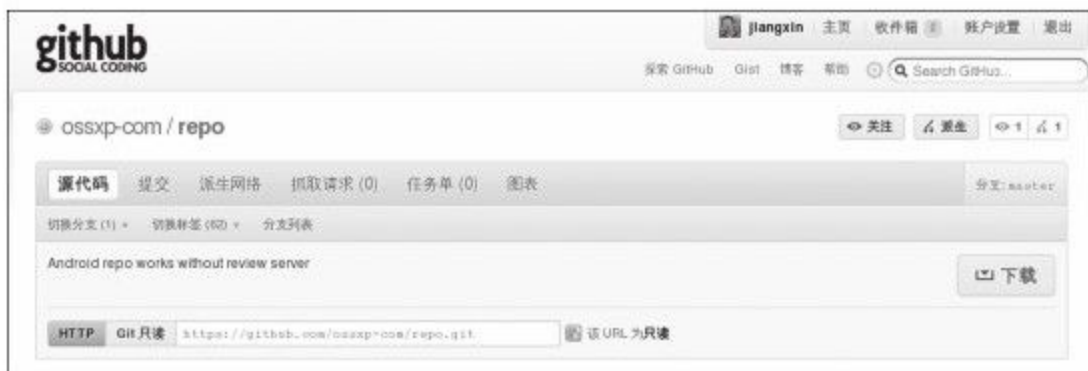 github
SOCIAL CODING
jiangxin 主页 收件箱 账户设置 退出
探索 GitHub Gist 博客 帮助 Search GitHub...
ossxp-com / repo
关注 派生 1 1
源代码 提交 派生网络 抓取请求 (0) 任务单 (0) 图表 分支: master
切换分支 (1) 切换标签 (62) 分支列表
Android repo works without review server
下载
HTTP Git 只读 https://github.com/ossxp-com/repo.git 该 URL 为只读